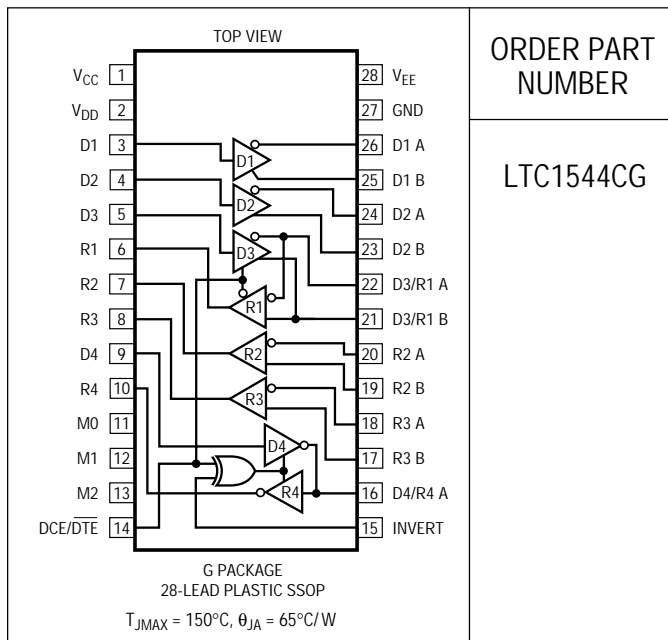 TOP VIEW
ORDER PART
NUMBER
LTC1544CG
VCC 1
28 VEE
VDD 2
27 GND
D1 3
26 D1 A
D2 4
25 D1 B
D3 5
24 D2 A
R1 6
23 D2 B
R2 7
22 D3/R1 A
R3 8
21 D3/R1 B
D4 9
20 R2 A
R4 10
19 R2 B
M0 11
18 R3 A
M1 12
17 R3 B
M2 13
16 D4/R4 A
DCE/DTE 14
15 INVERT
D1
D2
D3
R1
R2
R3
D4
R4
G PACKAGE
28-LEAD PLASTIC SSOP
TJMAX = 150°C, θJA = 65°C/W